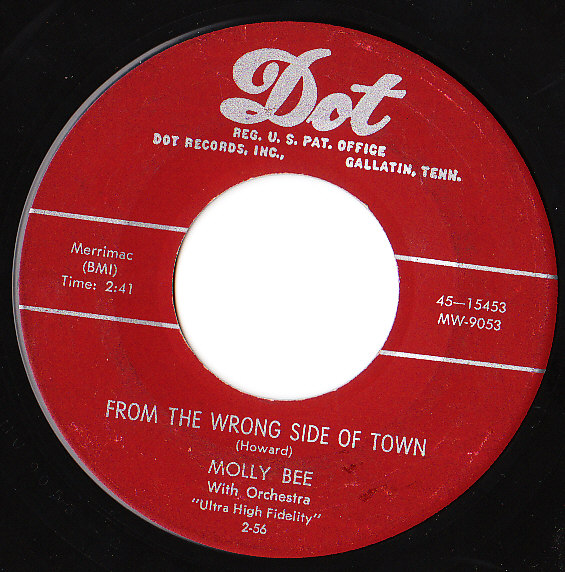 Dot
REG. U. S. PAT. OFFICE
DOT RECORDS, INC., GALLATIN, TENN.
Merrimac
(BMI)
Time: 2:41
45—15453
MW-9053
FROM THE WRONG SIDE OF TOWN
(Howard)
MOLLY BEE
With Orchestra
"Ultra High Fidelity"
2-56